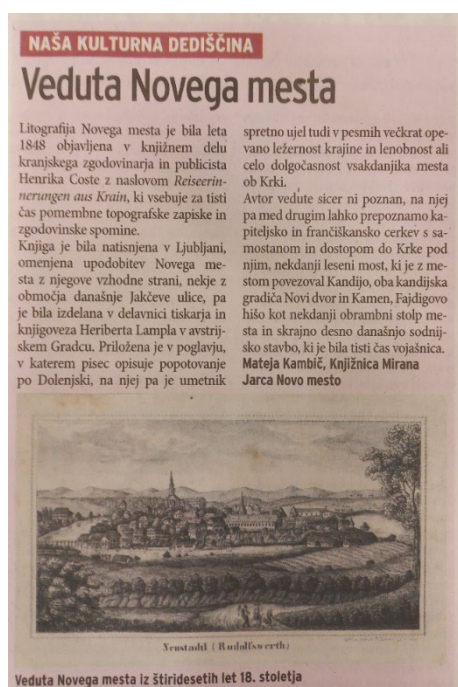 NAŠA KULTURNA DEDIŠČINA
Veduta Novega mesta
Litografija Novega mesta je bila leta
1848 objavljena v knjižnem delu
kranjskega zgodovinarja in publicista
Henrika Coste z naslovom Reiseerin-
nerungen aus Krain, ki vsebuje za tisti
čas pomembne topografske zapiske in
zgodovinske spomine.
Knjiga je bila natisnjena v Ljubljani,
omenjena upodobitev Novega me-
sta z njegove vzhodne strani, nekje z
območja današnje Jakčeve ulice, pa
je bila izdelana v delavnici tiskarja in
knjigoveza Heriberta Lampla v avstrij-
skem Gradcu. Priložena je v poglavju,
v katerem pisec opisuje popotovanje
po Dolenjski, na njej pa je umetnik
spretno ujel tudi v pesmih večkrat ope-
vano ležernost krajine in lenobnost ali
celo dolgočasnost vsakdanjika mesta
ob Krki.
Avtor vedute sicer ni poznan, na njej
pa med drugim lahko prepoznamo ka-
piteljsko in frančiškansko cerkev s sa-
mostanom in dostopom do Krke pod
njim, nekdanji leseni most, ki je z me-
stom povezoval Kandijo, oba kandijska
gradiča Novi dvor in Kamen, Fajdigovo
hišo kot nekdanji obrambni stolp me-
sta in skrajno desno današnjo sodnij-
sko stavbo, ki je bila tisti čas vojašnica.
Mateja Kambič, Knjižnica Mirana
Jarca Novo mesto
Neustadtl (Rudolfswerth)
Veduta Novega mesta iz štiridesetih let 18. stoletja